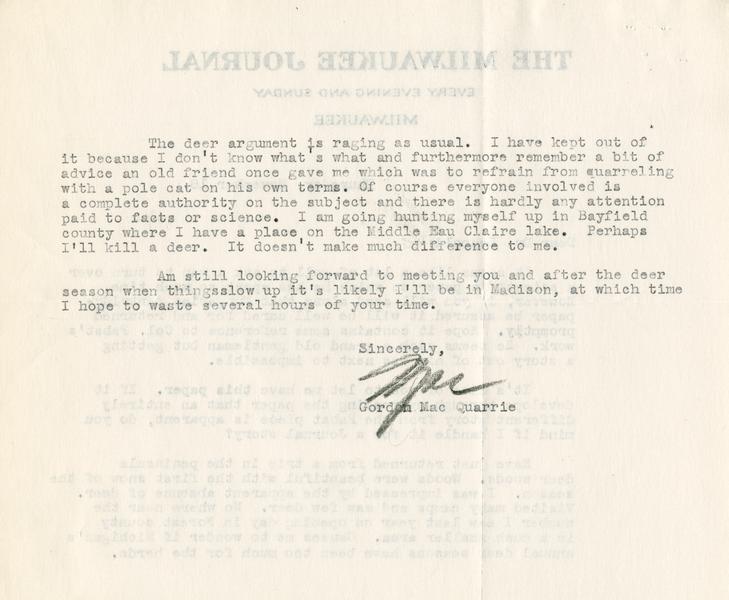 The deer argument is raging as usual. I have kept out of
it because I don't know what's what and furthermore remember a bit of
advice an old friend once gave me which was to refrain from quarreling
with a pole cat on his own terms. Of course everyone involved is
a complete authority on the subject and there is hardly any attention
paid to facts or science. I am going hunting myself up in Bayfield
county where I have a place on the Middle Eau Claire lake. Perhaps
I'll kill a deer. It doesn't make much difference to me.
Am still looking forward to meeting you and after the deer
season when thingsslow up it's likely I'll be in Madison, at which time
I hope to waste several hours of your time.
Sincerely,
Mac
Gordon Mac Quarrie